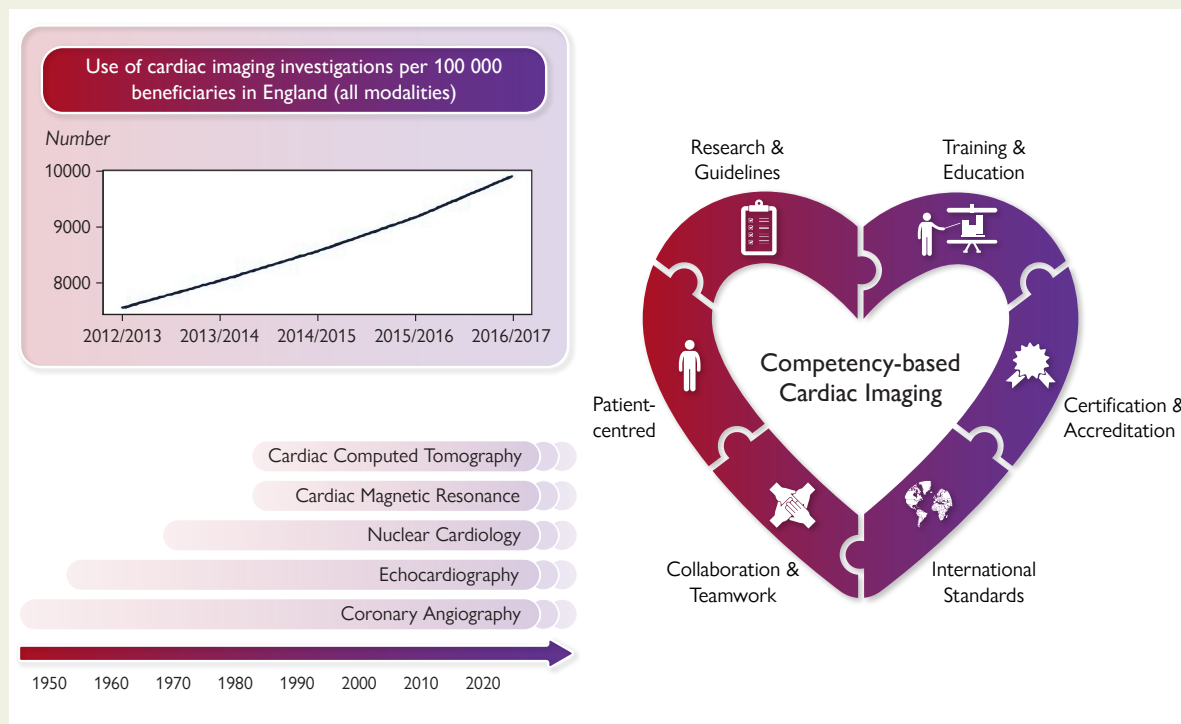 Use of cardiac imaging investigations per 100 000
beneficiaries in England (all modalities)
Number
10000
9000
8000
2012/2013 2013/2014 2014/2015 2015/2016 2016/2017
Cardiac Computed Tomography
Cardiac Magnetic Resonance
Nuclear Cardiology
Echocardiography
Coronary Angiography
1950 1960 1970 1980 1990 2000 2010 2020
Research &
Guidelines
Training &
Education
Competency-based
Cardiac Imaging
Patient-
centred
Certification &
Accreditation
Collaboration &
Teamwork
International
Standards